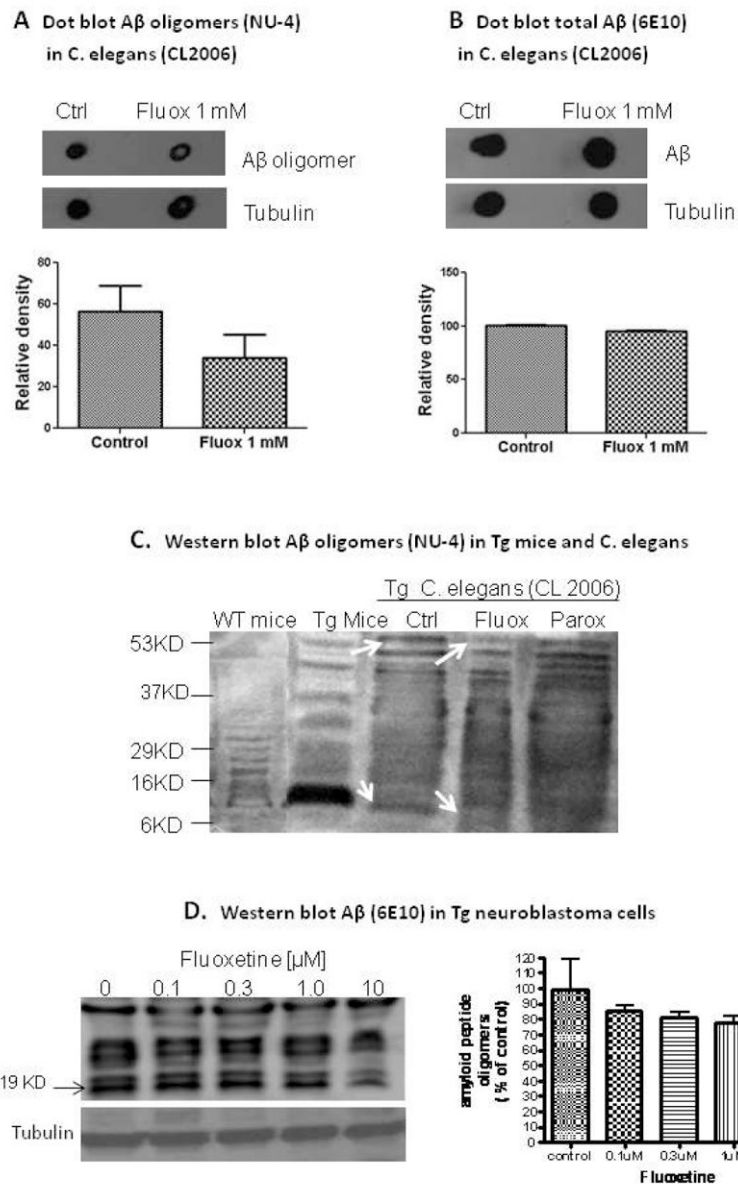 A Dot blot Aβ oligomers (NU-4)
in C. elegans (CL2006)
Ctrl Fluox 1 mM
Aβ oligomer
Tubulin
80
60
40
20
0
Relative density
Control Fluox 1 mM
B Dot blot total Aβ (6E10)
in C. elegans (CL2006)
Ctrl Fluox 1 mM
Aβ
Tubulin
150
100
50
0
Relative density
Control Fluox 1 mM
C. Western blot Aβ oligomers (NU-4) in Tg mice and C. elegans
Tg C. elegans (CL 2006)
WT mice Tg Mice Ctrl Fluox Parox
53KD
37KD
29KD
16KD
6KD
D. Western blot Aβ (6E10) in Tg neuroblastoma cells
Fluoxetine [µM]
0 0.1 0.3 1.0 10
19 KD
Tubulin
120
110
100
90
80
70
60
50
40
30
20
10
0
amyloid peptide
oligomers
( % of control)
control 0.1uM 0.3uM 1u
Fluoxetine